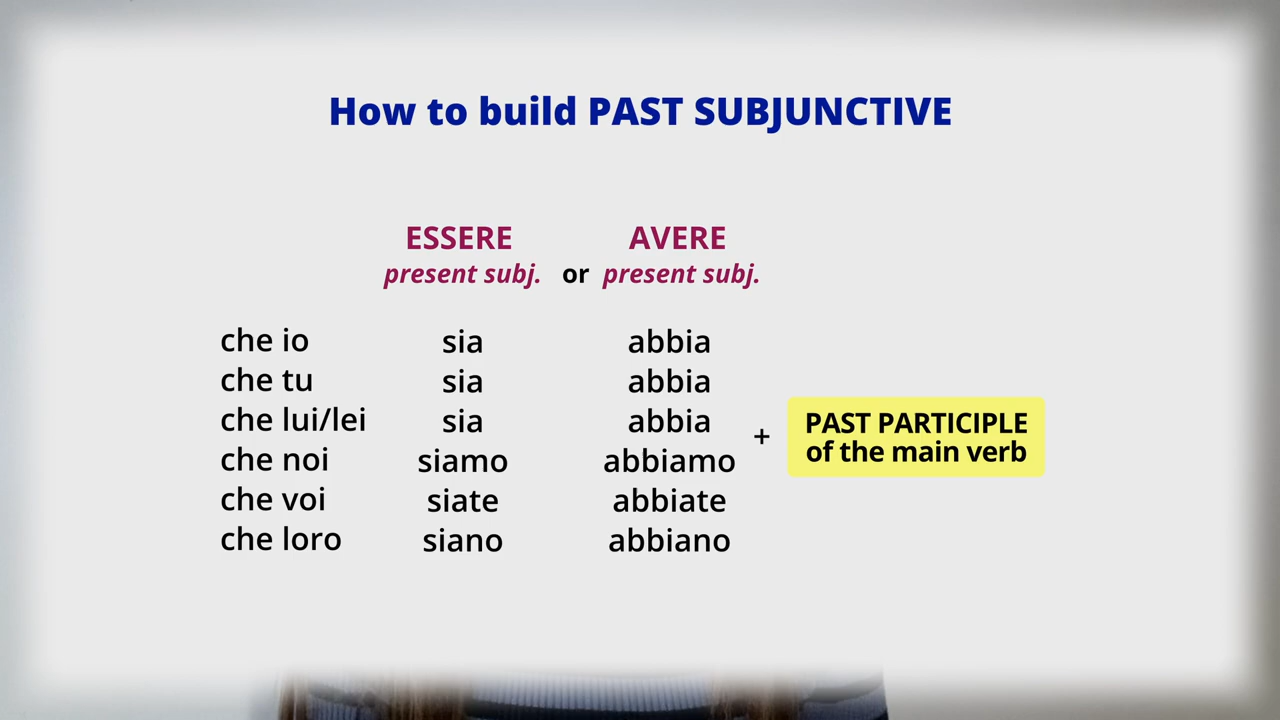 How to build PAST SUBJUNCTIVE
ESSERE AVERE
present subj. or present subj.
che io sia abbia
che tu sia abbia
che lui/lei sia abbia
che noi siamo abbiamo
che voi siate abbiate
che loro siano abbiano
+
PAST PARTICIPLE
of the main verb